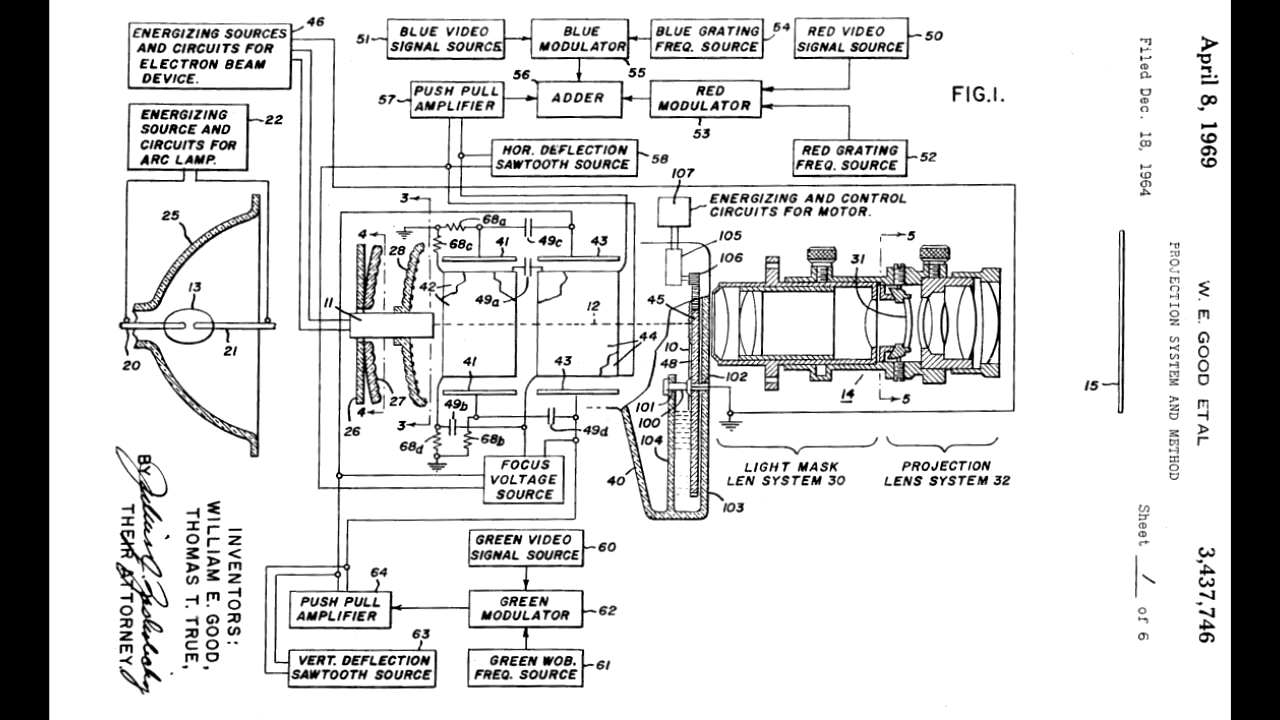 April 8, 1969
W. E. GOOD ETAL
3,437,746
PROJECTION SYSTEM AND METHOD
Filed Dec. 18, 1964
Sheet 1 of 6
FIG.1.
ENERGIZING SOURCES
AND CIRCUITS FOR
ELECTRON BEAM
DEVICE.
46
51
BLUE VIDEO
SIGNAL SOURCE
BLUE
MODULATOR
55
BLUE GRATING
FREQ. SOURCE
54
RED VIDEO
SIGNAL SOURCE
50
57
PUSH PULL
AMPLIFIER
56
ADDER
RED
MODULATOR
53
ENERGIZING
SOURCE AND
CIRCUITS FOR
ARC LAMP.
22
HOR. DEFLECTION
SAWTOOTH SOURCE
58
RED GRATING
FREQ. SOURCE
52
107
ENERGIZING AND CONTROL
CIRCUITS FOR MOTOR.
25
3
4
28
68a
68c
41
49c
43
105
106
5
31
42
49a
13
11
12
45
44
10
48
20
21
15
41
43
102
27
26
4
3
49b
68d
68b
49d
101
100
104
14
5
40
103
FOCUS
VOLTAGE
SOURCE
LIGHT MASK
LEN SYSTEM 30
PROJECTION
LENS SYSTEM 32
GREEN VIDEO
SIGNAL SOURCE
60
64
PUSH PULL
AMPLIFIER
GREEN
MODULATOR
62
63
VERT. DEFLECTION
SAWTOOTH SOURCE
GREEN WOB.
FREQ. SOURCE
61
INVENTORS:
WILLIAM E. GOOD,
THOMAS T. TRUE,
BY
THEIR ATTORNEY.